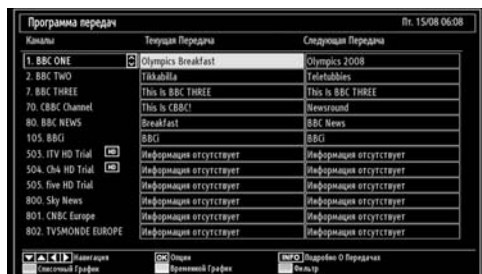 Программа передач Пт. 15/08 06:08
Каналы Текущая Передача Следующая Передача
1. BBC ONE Olympics Breakfast Olympics 2008
2. BBC TWO Tikkabilla Teletubbies
7. BBC THREE This Is BBC THREE This Is BBC THREE
70. CBBC Channel This Is CBBC! Newsround
80. BBC NEWS Breakfast BBC News
105. BBCi BBCi BBCi
503. ITV HD Trial HD Информация отсутствует Информация отсутствует
504. Ch4 HD Trial HD Информация отсутствует Информация отсутствует
505. five HD Trial Информация отсутствует Информация отсутствует
800. Sky News Информация отсутствует Информация отсутствует
801. CNBC Europe Информация отсутствует Информация отсутствует
802. TV5MONDE EUROPE Информация отсутствует Информация отсутствует
Навигация OK Опции INFO Подробно О Передачах
Списочный График Временной График Фильтр